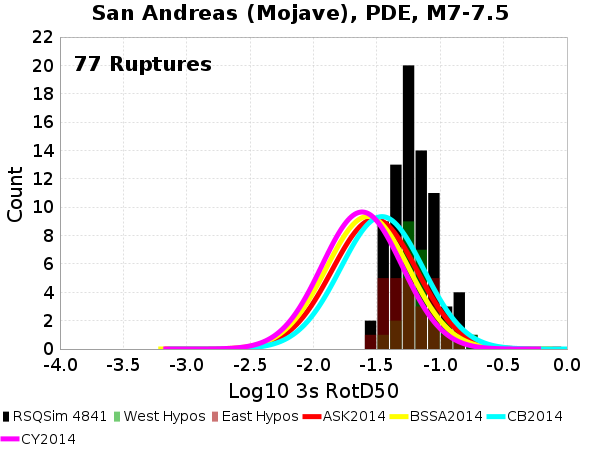 San Andreas (Mojave), PDE, M7-7.5
22
20
18
16
14
12
10
8
6
4
2
0
77 Ruptures
Count
-4.0 -3.5 -3.0 -2.5 -2.0 -1.5 -1.0 -0.5 0.0
Log10 3s RotD50
RSQSim 4841 West Hypos East Hypos ASK2014 BSSA2014 CB2014
CY2014